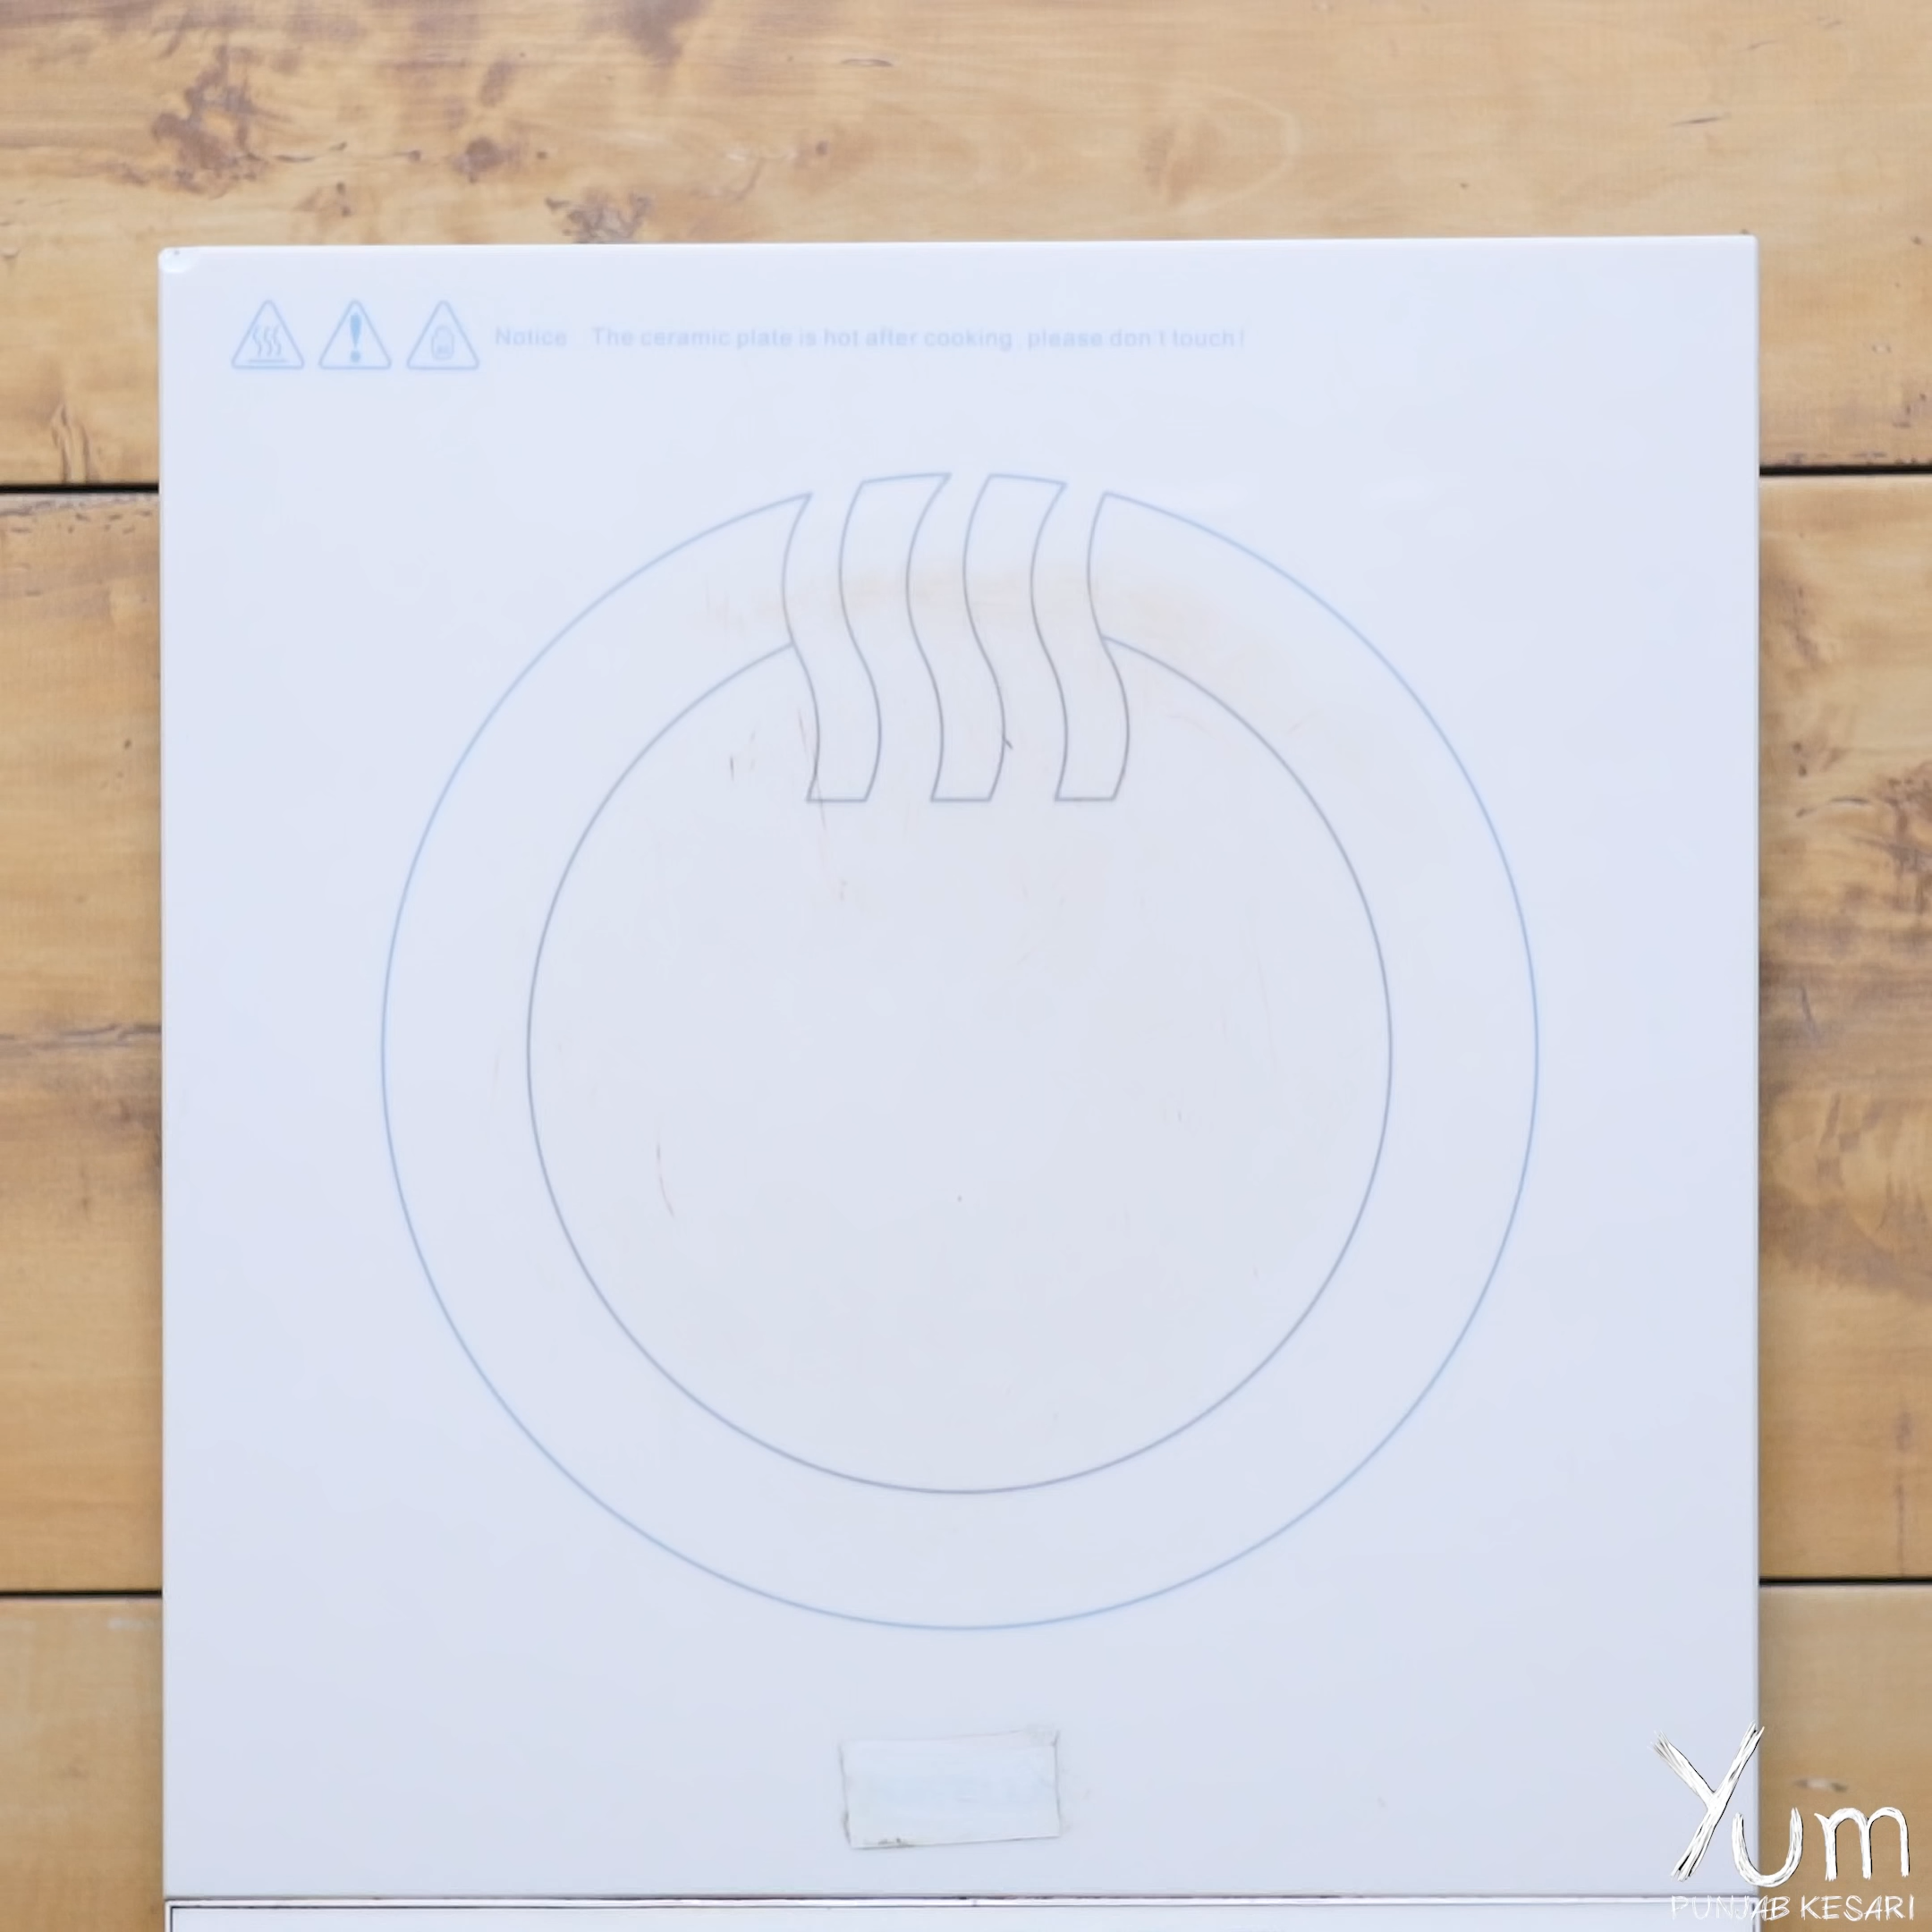 Notice The ceramic plate is hot after cooking please don't touch!
Yum
PUNJAB KESARI